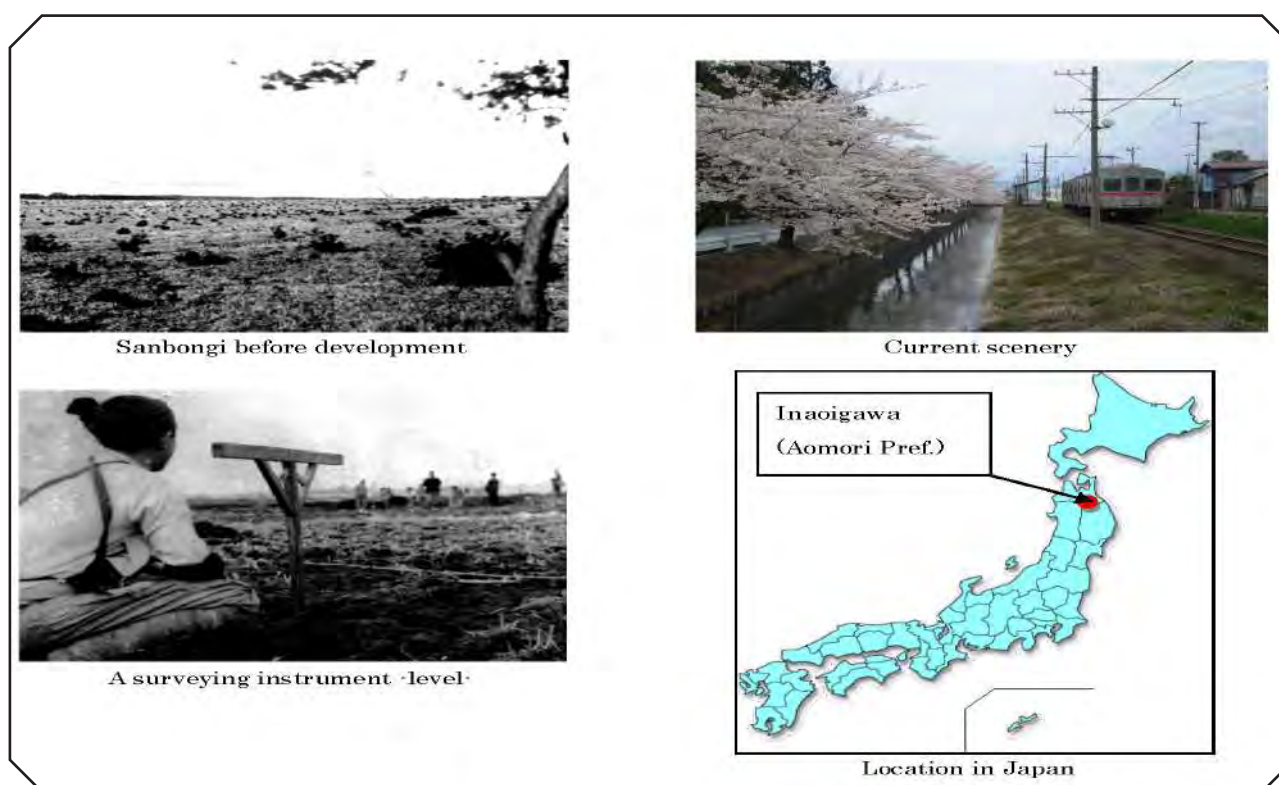 Sanbongi before development
Current scenery
Inaoigawa
(Aomori Pref.)
A surveying instrument -level-
Location in Japan